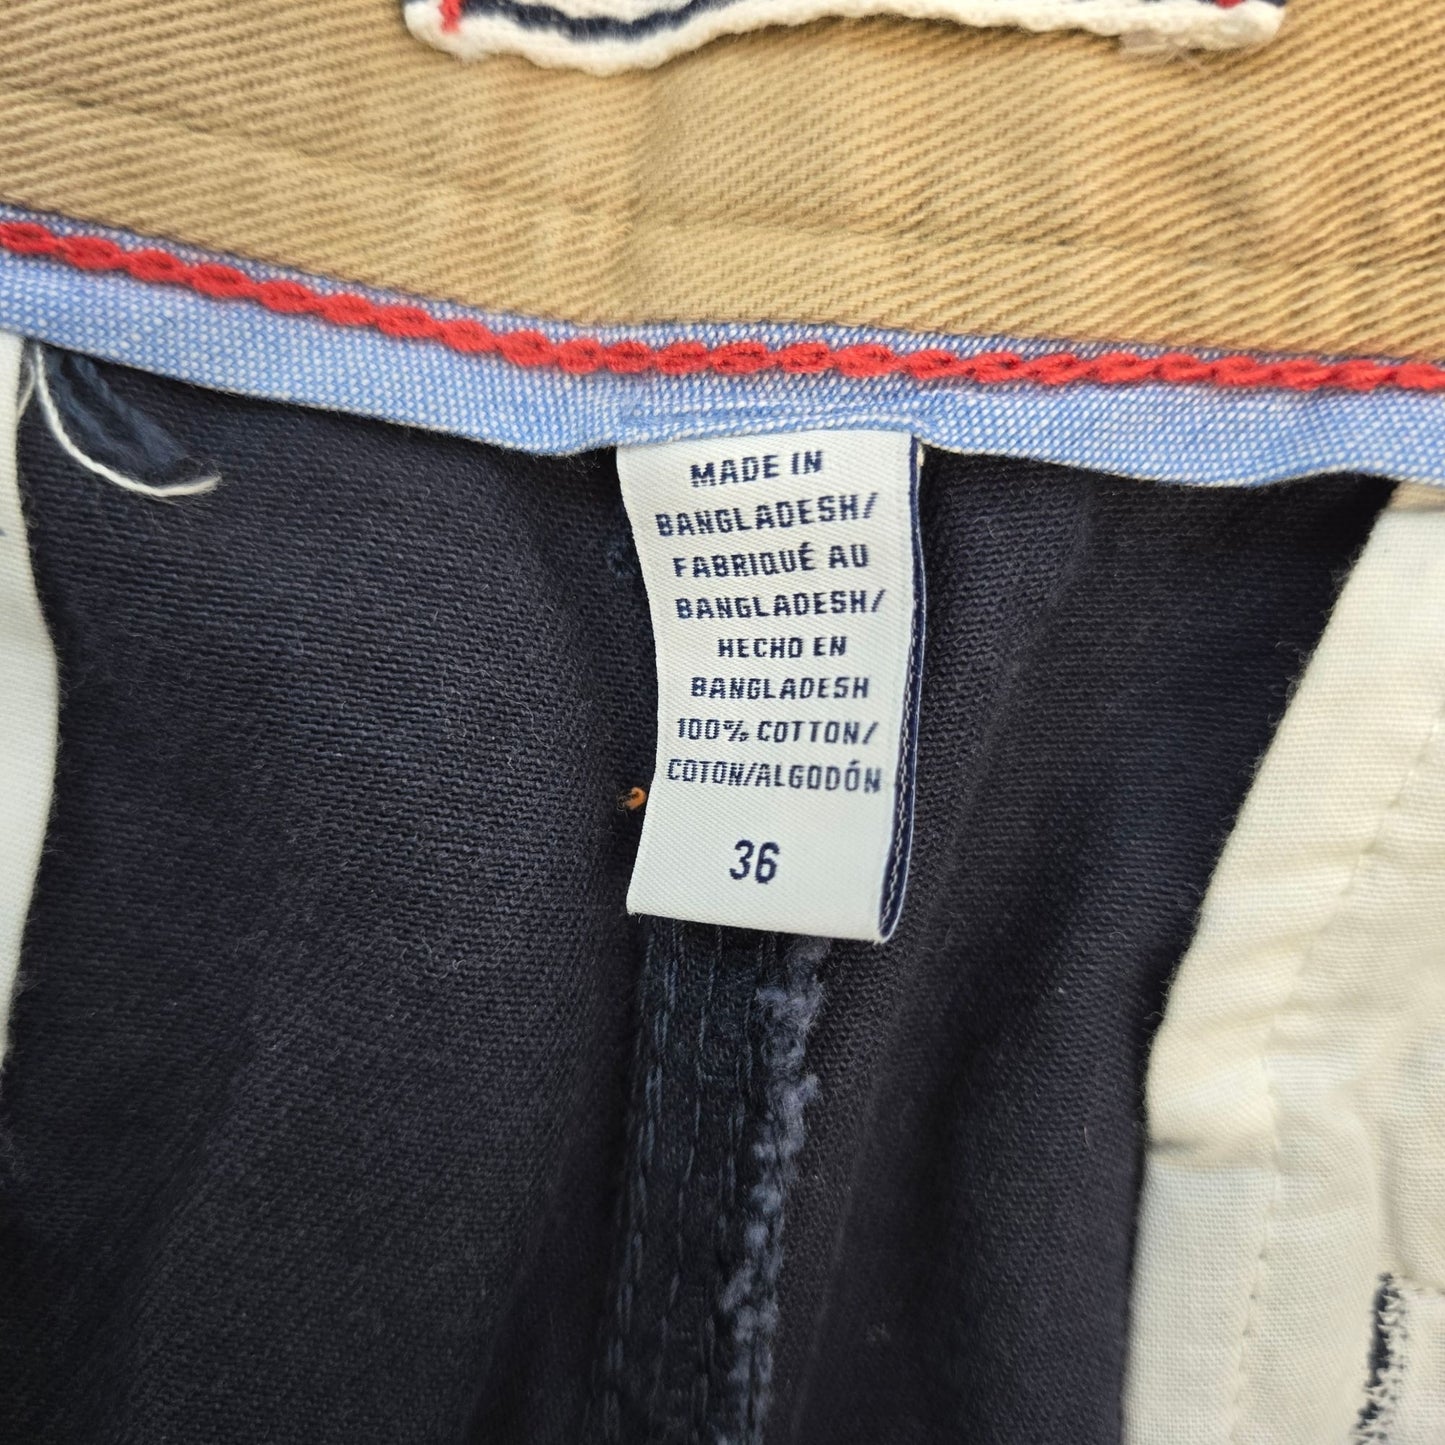 MADE IN
BANGLADESH/
FABRIQUÉ AU
BANGLADESH/
HECHO EN
BANGLADESH
100% COTTON/
COTON/ALGODÓN
36